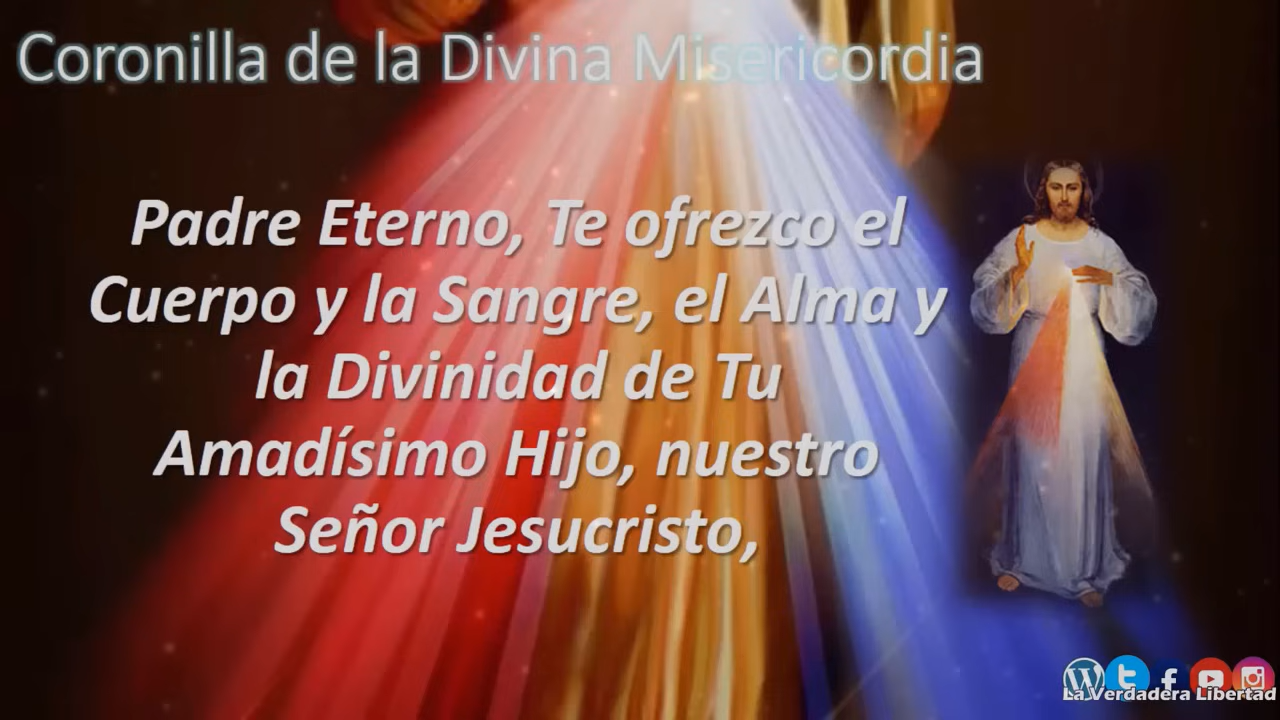 Coronilla de la Divina Misericordia
Padre Eterno, Te ofrezco el
Cuerpo y la Sangre, el Alma y
la Divinidad de Tu
Amadísimo Hijo, nuestro
Señor Jesucristo,
La Verdadera Libertad